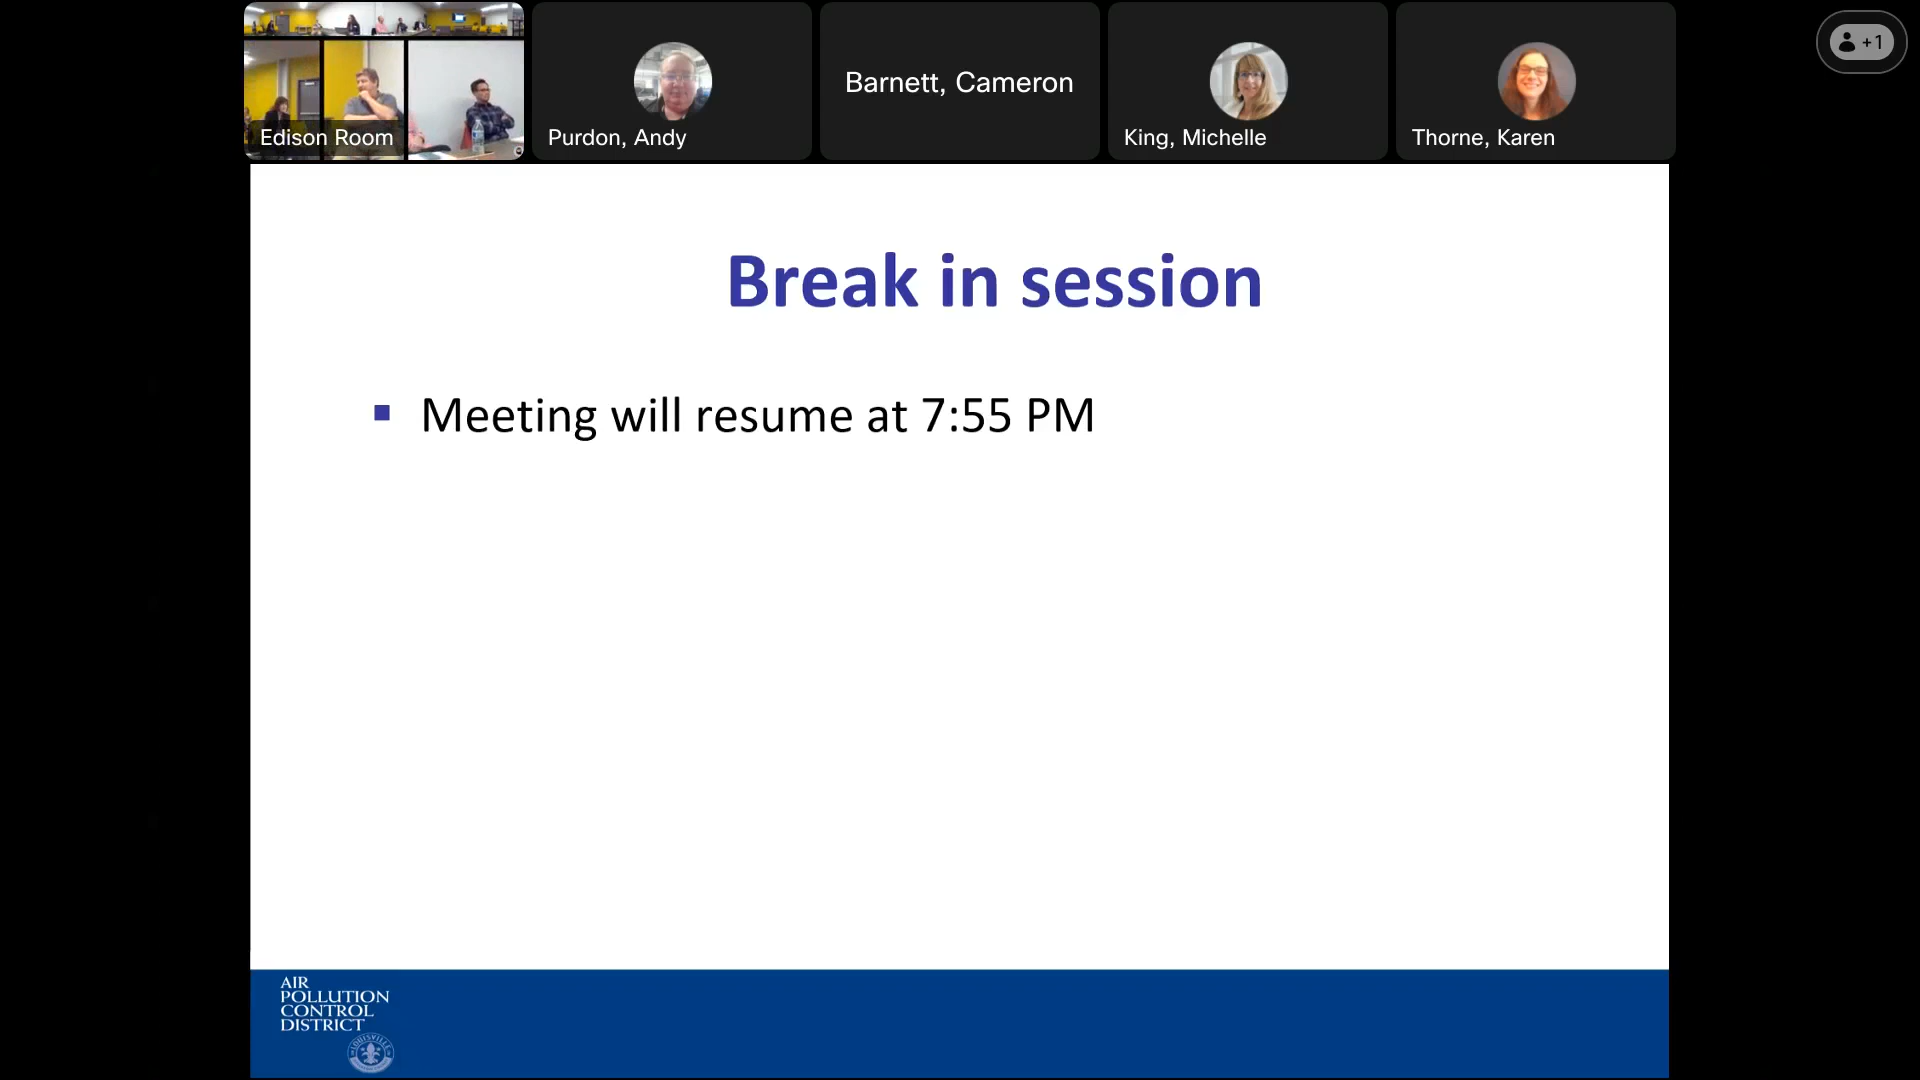 Edison Room
Purdon, Andy
Barnett, Cameron
King, Michelle
Thorne, Karen
+1
Break in session
Meeting will resume at 7:55 PM
AIR
POLLUTION
CONTROL
DISTRICT
LOUISVILLE